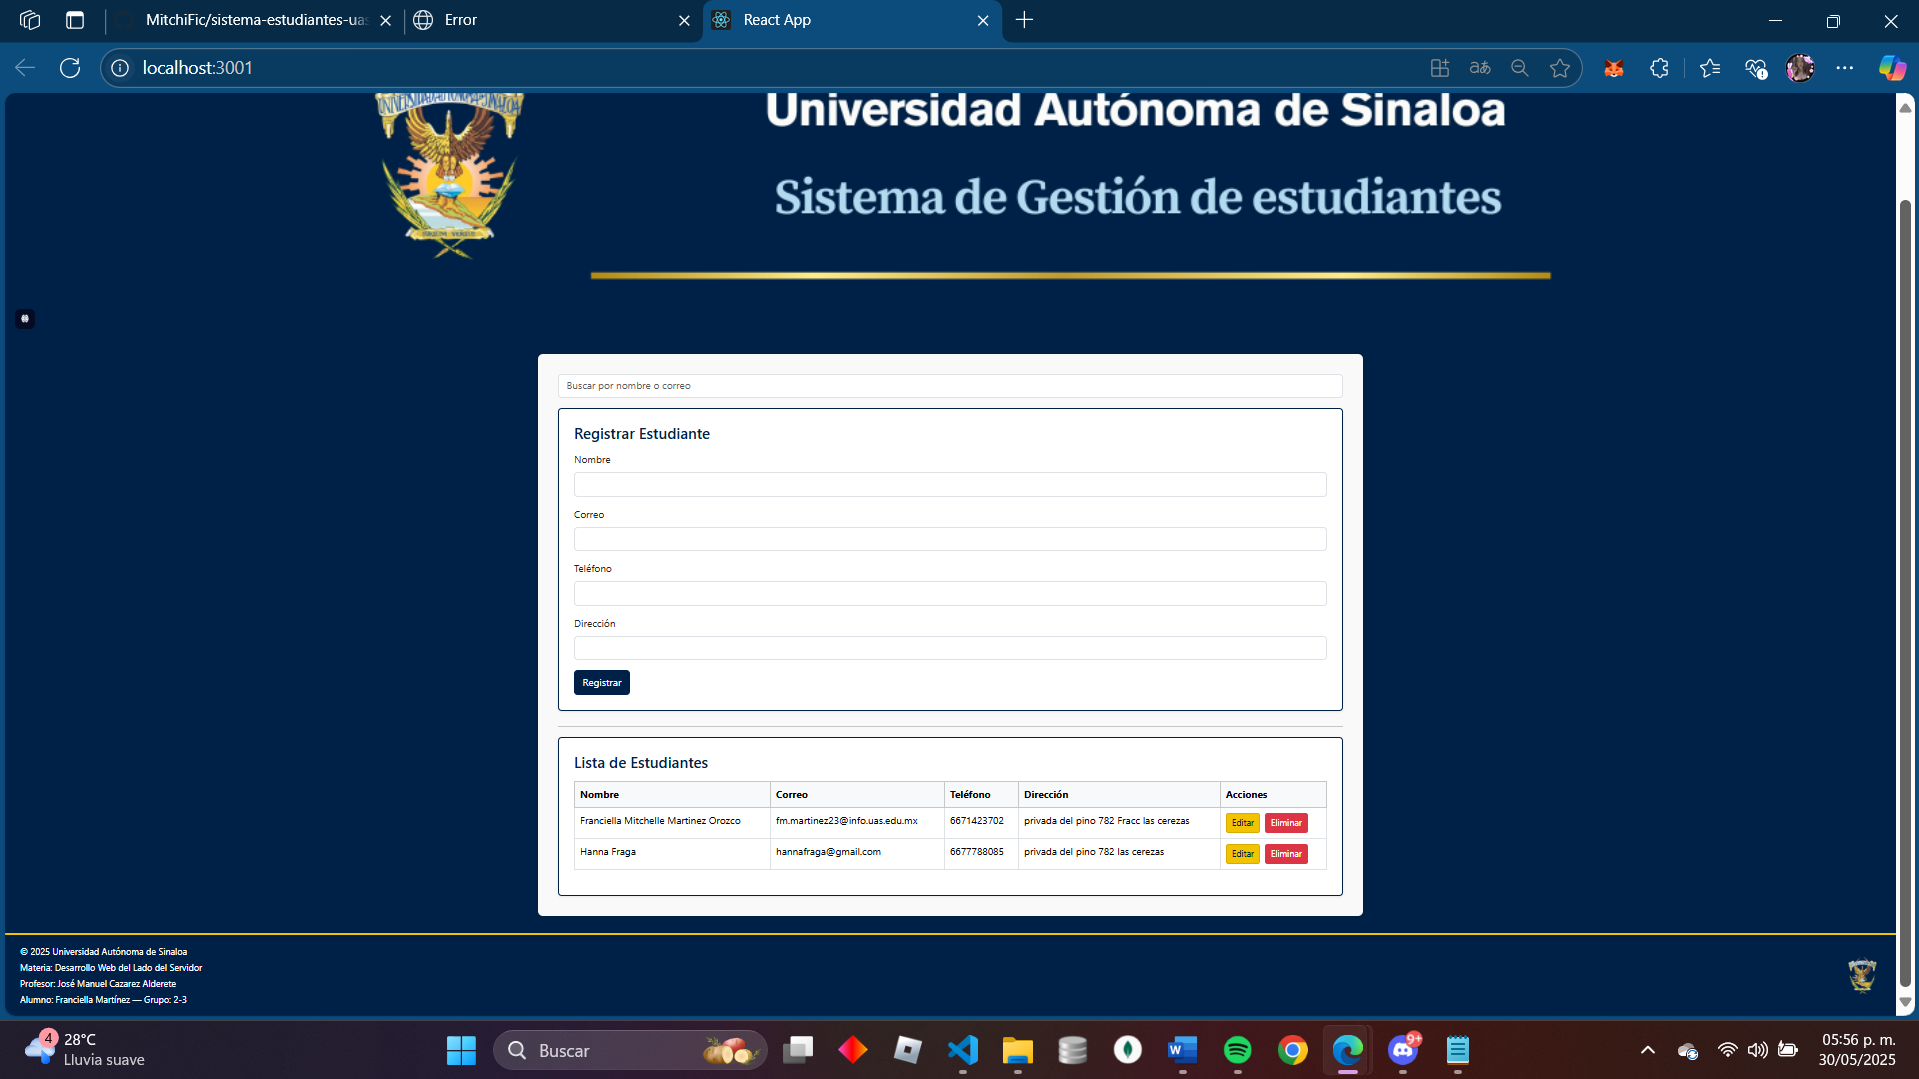 MitchiFic/sistema-estudiantes-uas
Error
React App
localhost:3001
Universidad Autónoma de Sinaloa
Sistema de Gestión de estudiantes
Buscar por nombre o correo
Registrar Estudiante
Nombre
Correo
Teléfono
Dirección
Registrar
Lista de Estudiantes
Nombre Correo Teléfono Dirección Acciones
Franciella Mitchelle Martinez Orozco fm.martinez23@info.uas.edu.mx 6671423702 privada del pino 782 Fracc las cerezas Editar Eliminar
Hanna Fraga hannafraga@gmail.com 6677788085 privada del pino 782 las cerezas Editar Eliminar
© 2025 Universidad Autónoma de Sinaloa
Materia: Desarrollo Web del Lado del Servidor
Profesor: José Manuel Cazarez Alderete
Alumno: Franciella Martínez — Grupo: 2-3
4
28°C
Lluvia suave
Buscar
9+
05:56 p. m.
30/05/2025